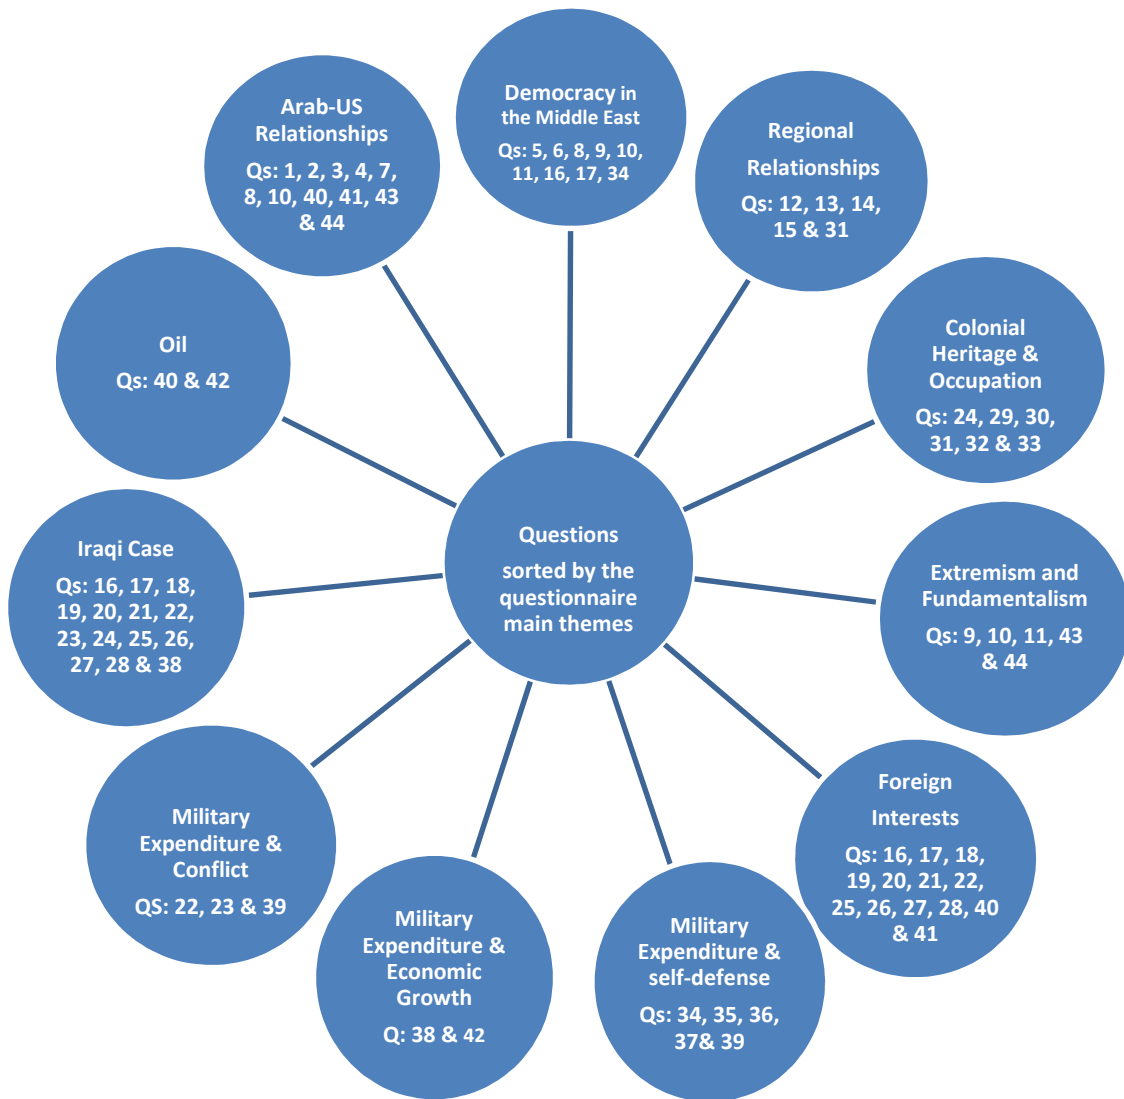 Democracy in
the Middle East
Qs: 5, 6, 8, 9, 10,
11, 16, 17, 34
Regional
Relationships
Qs: 12, 13, 14,
15 & 31
Colonial
Heritage &
Occupation
Qs: 24, 29, 30,
31, 32 & 33
Extremism and
Fundamentalism
Qs: 9, 10, 11, 43
& 44
Foreign
Interests
Qs: 16, 17, 18,
19, 20, 21, 22,
25, 26, 27, 28, 40
& 41
Military
Expenditure &
self-defense
Qs: 34, 35, 36,
37& 39
Military
Expenditure &
Economic
Growth
Q: 38 & 42
Military
Expenditure &
Conflict
QS: 22, 23 & 39
Iraqi Case
Qs: 16, 17, 18,
19, 20, 21, 22,
23, 24, 25, 26,
27, 28 & 38
Oil
Qs: 40 & 42
Arab-US
Relationships
Qs: 1, 2, 3, 4, 7,
8, 10, 40, 41, 43
& 44
Questions
sorted by the
questionnaire
main themes